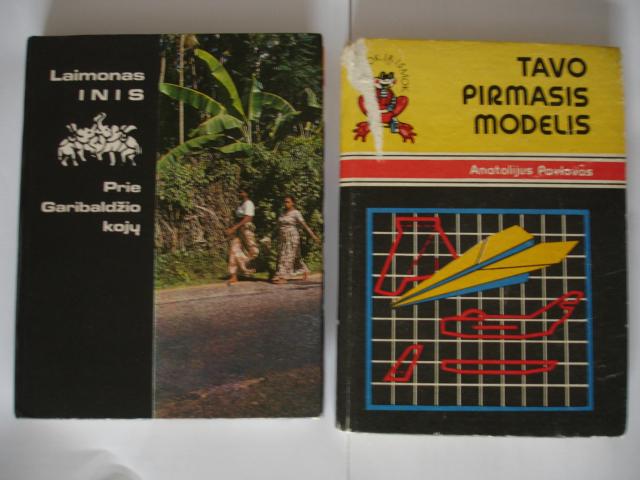 Laimonas
INIS
Prie
Garibaldžio
kojų
TAVO
PIRMASIS
MODELIS
Anatolijus Pavlovas